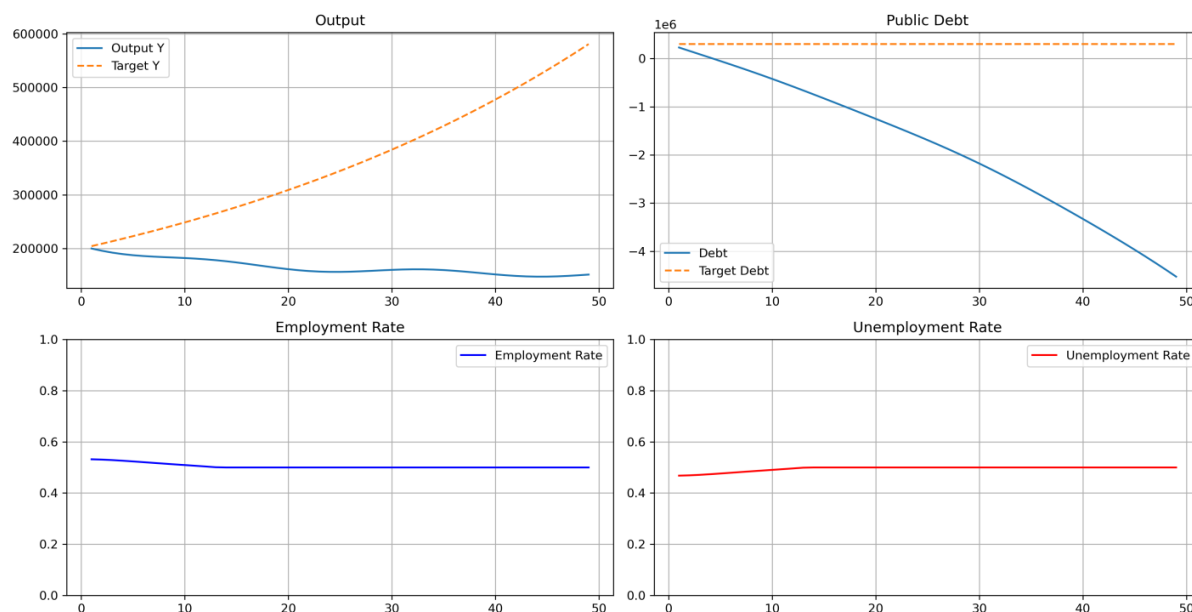 Output
600000
500000
400000
300000
200000
Output Y
Target Y
0 10 20 30 40 50
Public Debt
1e6
0
−1
−2
−3
−4
Debt
Target Debt
0 10 20 30 40 50
Employment Rate
1.0
0.8
0.6
0.4
0.2
0.0
Employment Rate
0 10 20 30 40 50
Unemployment Rate
1.0
0.8
0.6
0.4
0.2
0.0
Unemployment Rate
0 10 20 30 40 50